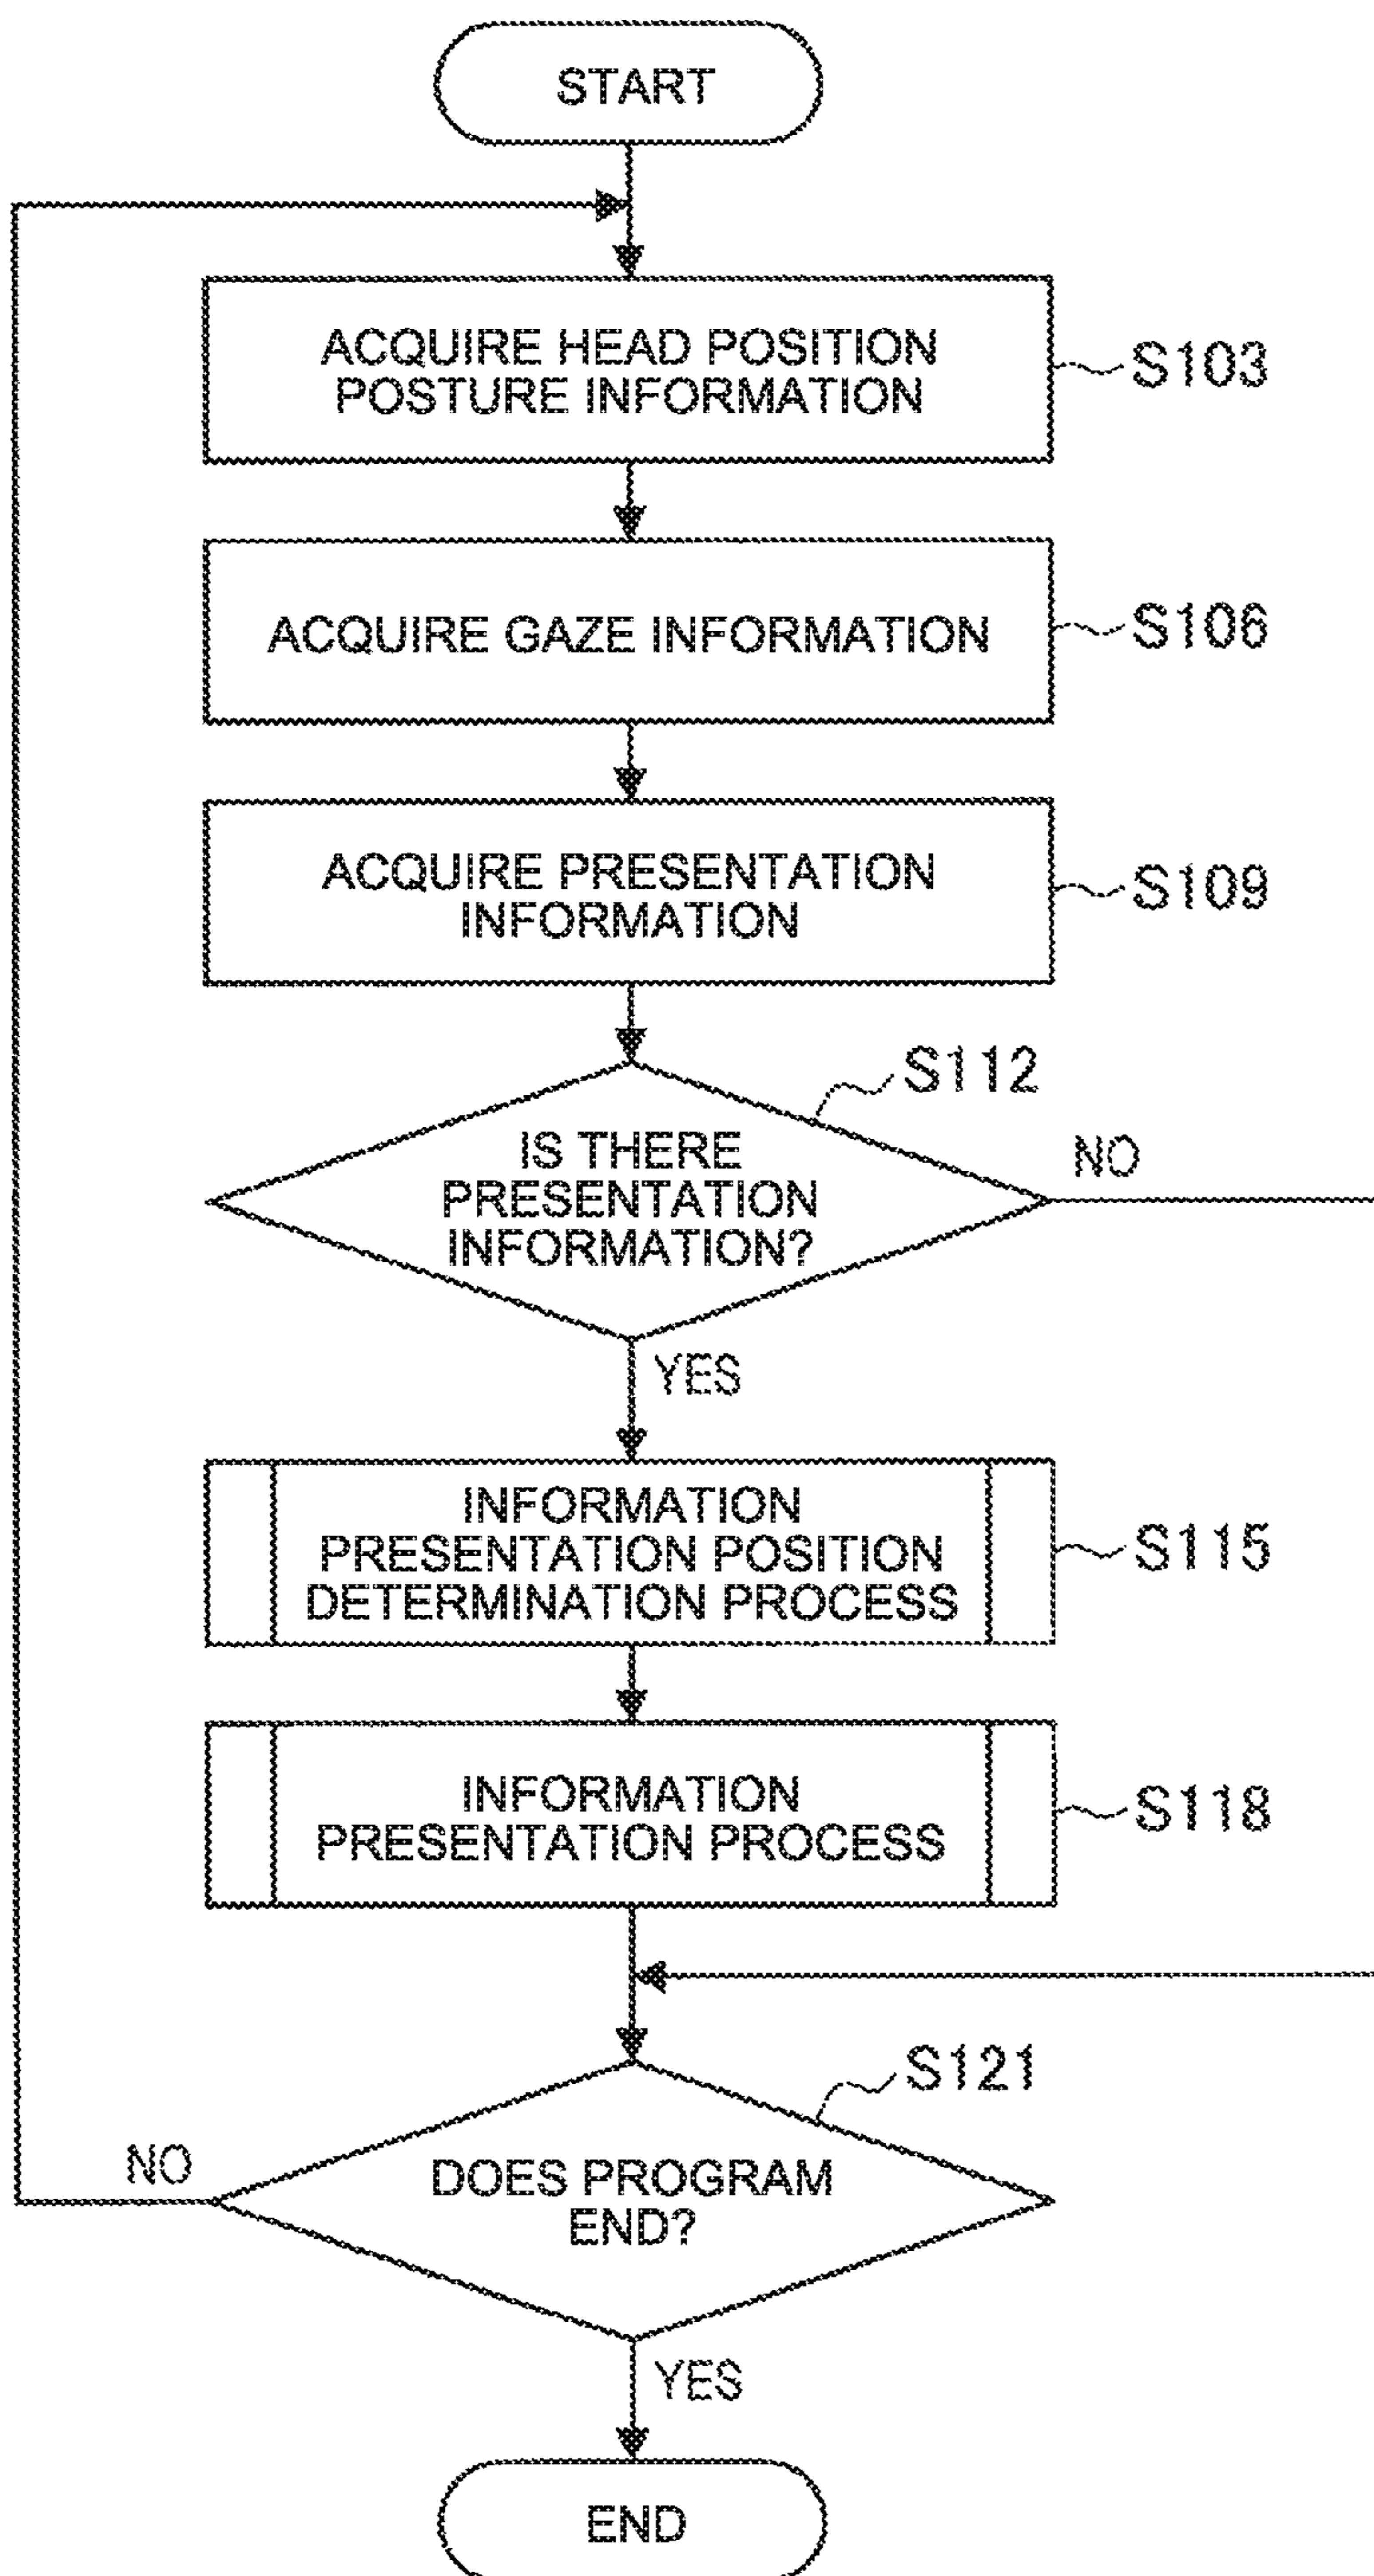 START
ACQUIRE HEAD POSITION
POSTURE INFORMATION
S103
ACQUIRE GAZE INFORMATION
S106
ACQUIRE PRESENTATION
INFORMATION
S109
S112
IS THERE
PRESENTATION
INFORMATION?
NO
YES
INFORMATION
PRESENTATION POSITION
DETERMINATION PROCESS
S115
INFORMATION
PRESENTATION PROCESS
S118
S121
DOES PROGRAM
END?
NO
YES
END